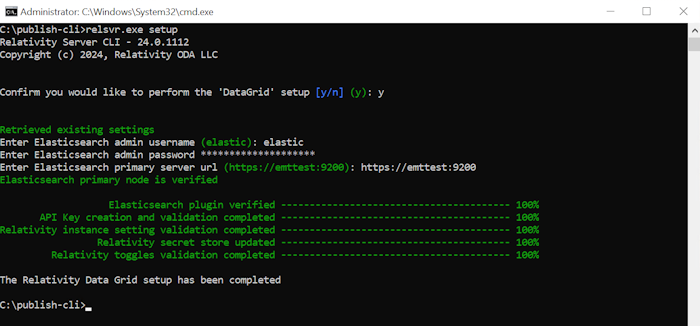 Administrator: C:\Windows\System32\cmd.exe
C:\publish-cli>relsvr.exe setup
Relativity Server CLI - 24.0.1112
Copyright (c) 2024, Relativity ODA LLC
Confirm you would like to perform the 'DataGrid' setup [y/n] (y): y
Retrieved existing settings
Enter Elasticsearch admin username (elastic): elastic
Enter Elasticsearch admin password *******************
Enter Elasticsearch primary server url (https://emttest:9200): https://emttest:9200
Elasticsearch primary node is verified
Elasticsearch plugin verified ---------------------------------------- 100%
API Key creation and validation completed ---------------------------------------- 100%
Relativity instance setting validation completed ---------------------------------------- 100%
Relativity secret store updated ---------------------------------------- 100%
Relativity toggles validation completed ---------------------------------------- 100%
The Relativity Data Grid setup has been completed
C:\publish-cli>